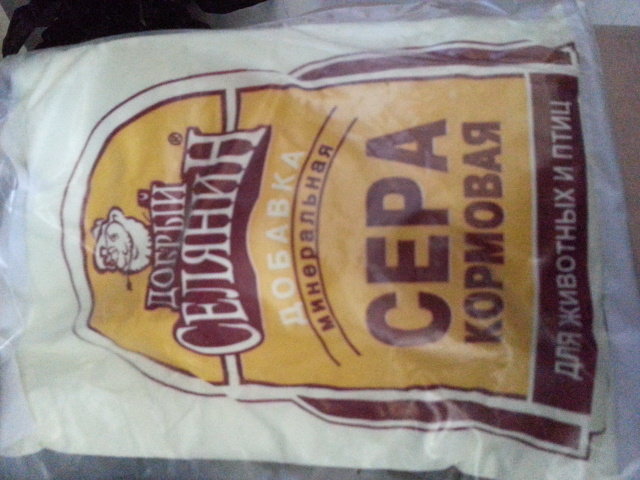 ДОБРЫЙ
СЕЛЯНИН®
ДОБАВКА
минеральная
СЕРА
КОРМОВАЯ
ДЛЯ ЖИВОТНЫХ И ПТИЦ